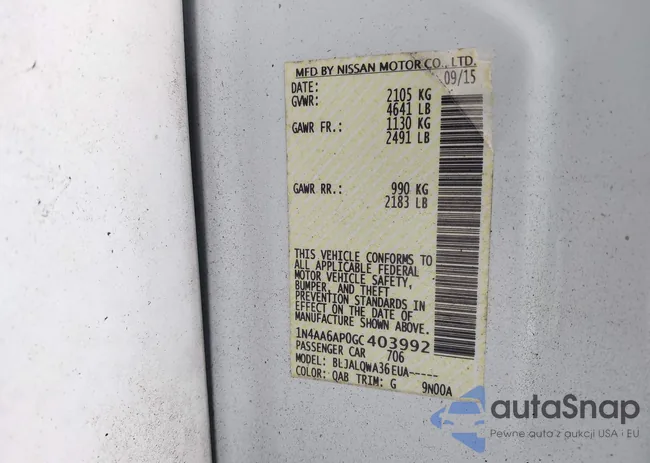 MFD BY NISSAN MOTOR CO., LTD.
DATE: 09/15
GVWR: 2105 KG
4641 LB
GAWR FR.: 1130 KG
2491 LB
GAWR RR.: 990 KG
2183 LB
THIS VEHICLE CONFORMS TO
ALL APPLICABLE FEDERAL
MOTOR VEHICLE SAFETY,
BUMPER, AND THEFT
PREVENTION STANDARDS IN
EFFECT ON THE DATE OF
MANUFACTURE SHOWN ABOVE.
1N4AA6AP0GC403992
PASSENGER CAR 706
MODEL: BLJALQWA36EUA-----
COLOR: QAB TRIM: G 9N00A
autoSnap
Pewne auta z aukcji USA i EU